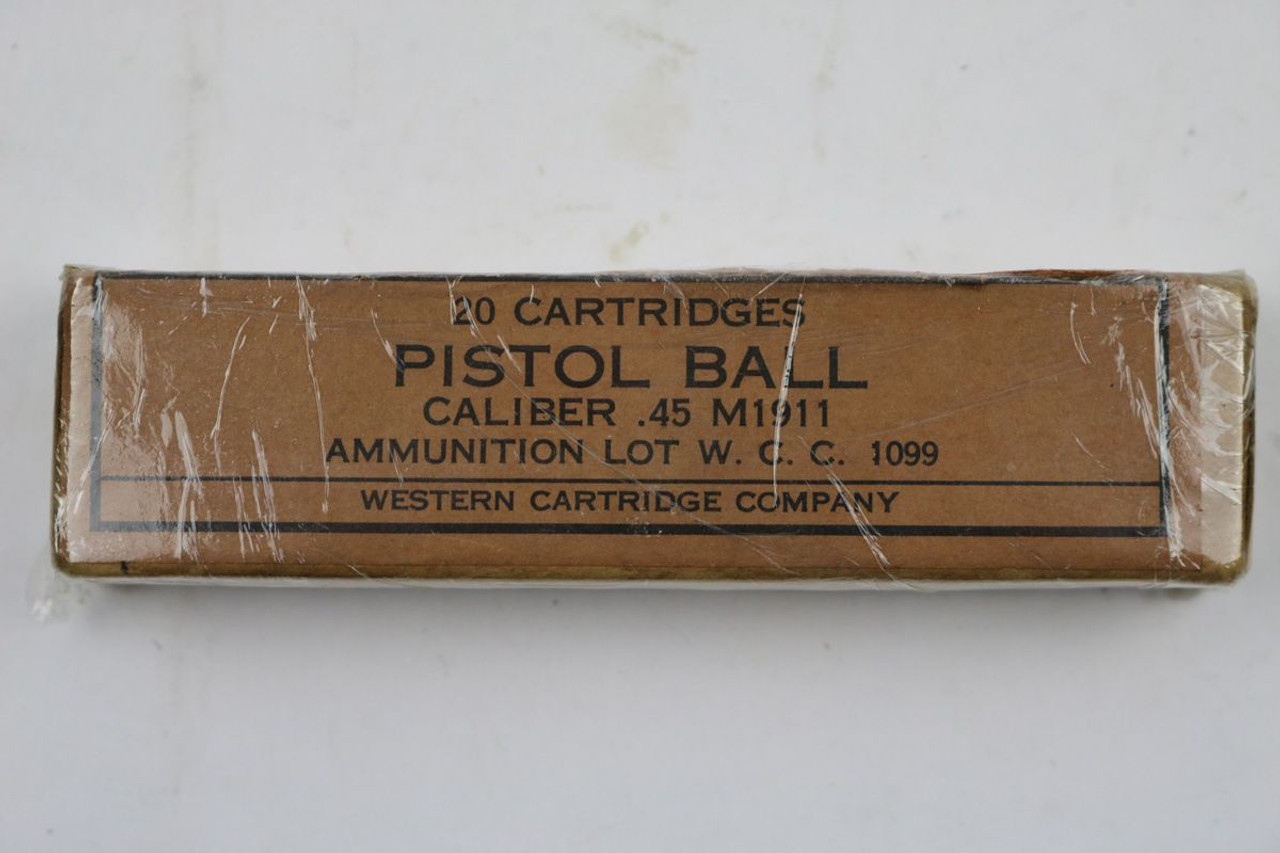 20 CARTRIDGES
PISTOL BALL
CALIBER .45 M1911
AMMUNITION LOT W. C. C. 1099
WESTERN CARTRIDGE COMPANY